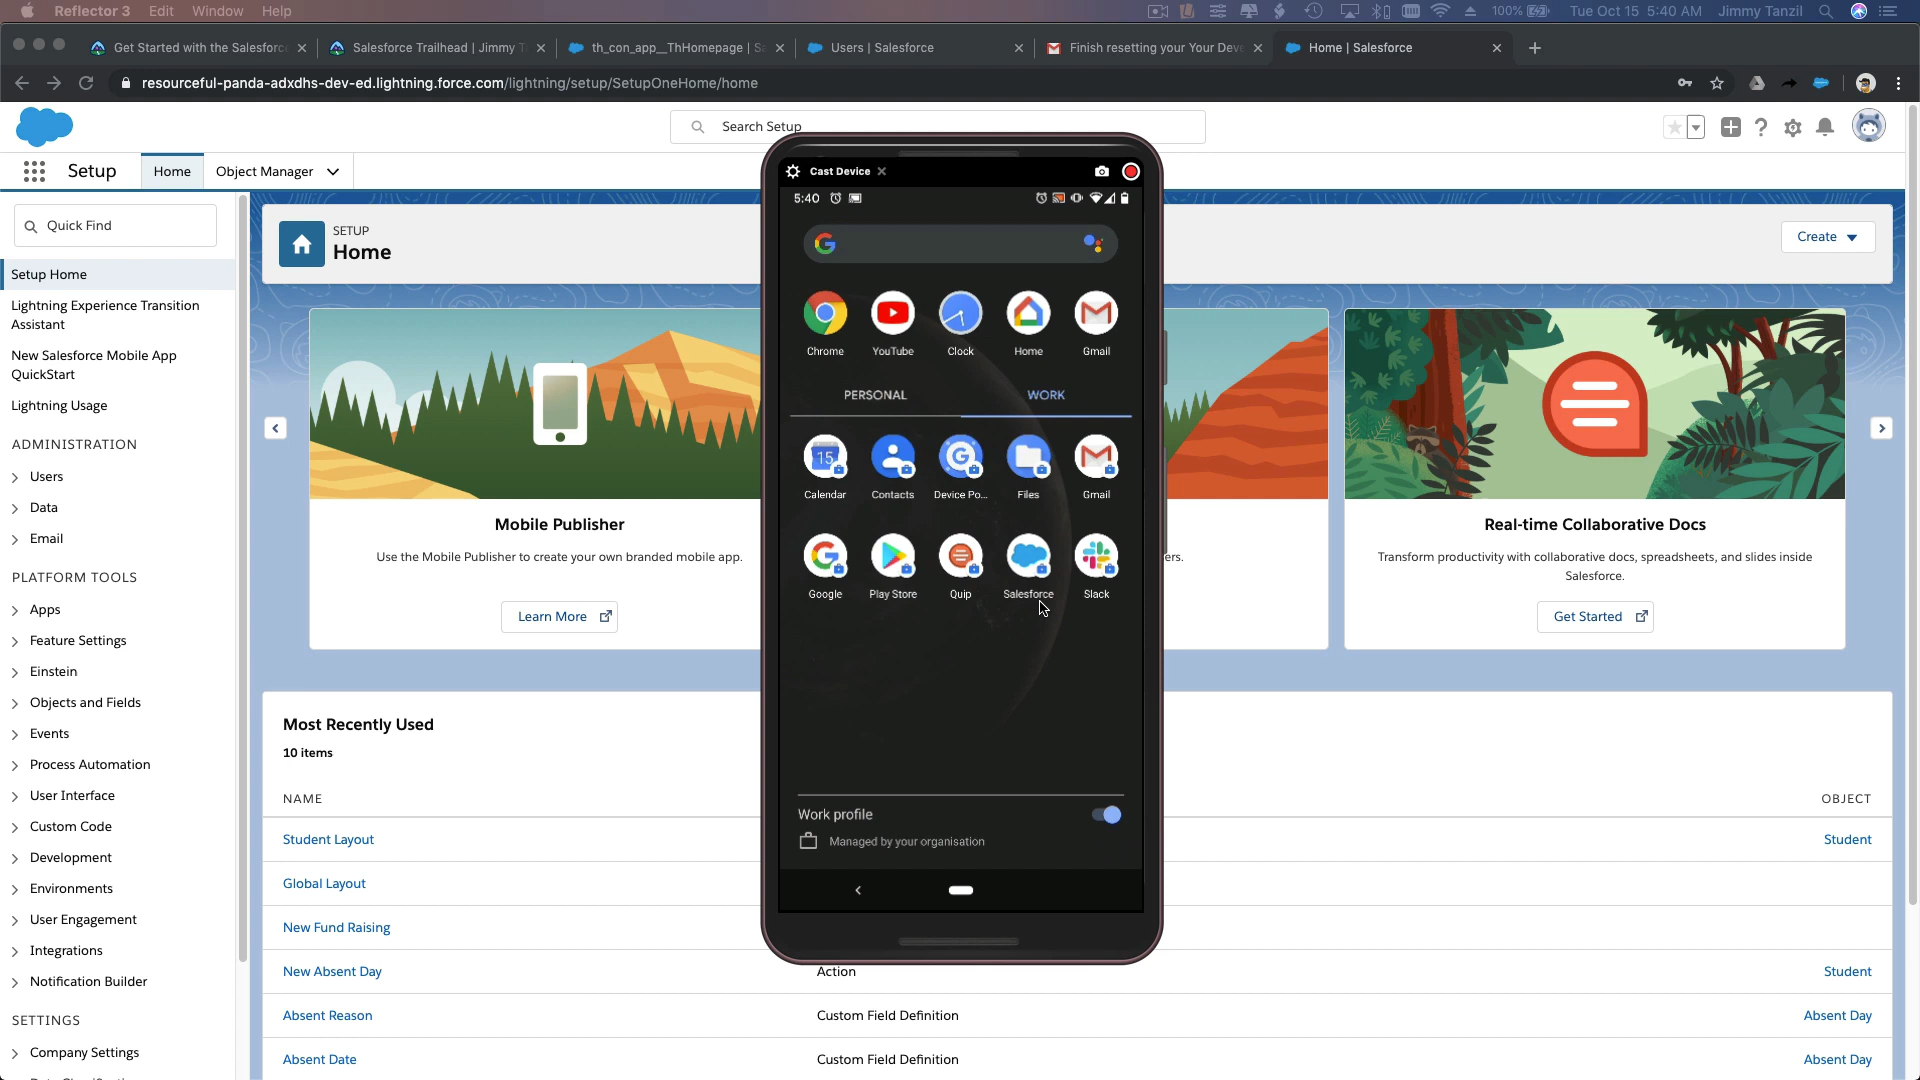 Reflector 3 Edit Window Help
100% Tue Oct 15 5:40 AM Jimmy Tanzil
Get Started with the Salesforce
Salesforce Trailhead | Jimmy T
th_con_app__ThHomepage | Sa
Users | Salesforce
Finish resetting your Your Deve
Home | Salesforce
resourceful-panda-adxdhs-dev-ed.lightning.force.com/lightning/setup/SetupOneHome/home
Search Setup
Setup
Home
Object Manager
Quick Find
Setup Home
Lightning Experience Transition
Assistant
New Salesforce Mobile App
QuickStart
Lightning Usage
ADMINISTRATION
Users
Data
Email
PLATFORM TOOLS
Apps
Feature Settings
Einstein
Objects and Fields
Events
Process Automation
User Interface
Custom Code
Development
Environments
User Engagement
Integrations
Notification Builder
SETTINGS
Company Settings
SETUP
Home
Create
Mobile Publisher
Use the Mobile Publisher to create your own branded mobile app.
Learn More
ers.
Real-time Collaborative Docs
Transform productivity with collaborative docs, spreadsheets, and slides inside
Salesforce.
Get Started
Most Recently Used
10 items
NAME
OBJECT
Student Layout
Student
Global Layout
New Fund Raising
New Absent Day
Action
Student
Absent Reason
Custom Field Definition
Absent Day
Absent Date
Custom Field Definition
Absent Day
Cast Device
5:40
Chrome
YouTube
Clock
Home
Gmail
PERSONAL
WORK
15
Calendar
Contacts
Device Po...
Files
Gmail
Google
Play Store
Quip
Salesforce
Slack
Work profile
Managed by your organisation